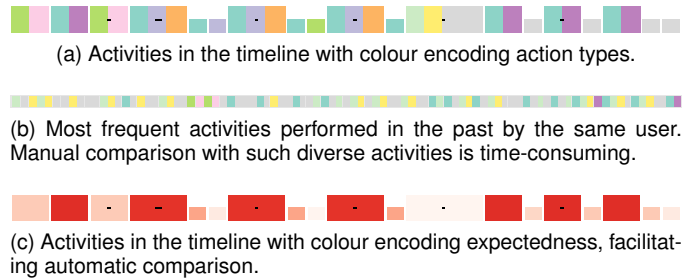 (a) Activities in the timeline with colour encoding action types.
(b) Most frequent activities performed in the past by the same user.
Manual comparison with such diverse activities is time-consuming.
(c) Activities in the timeline with colour encoding expectedness, facilitat-
ing automatic comparison.